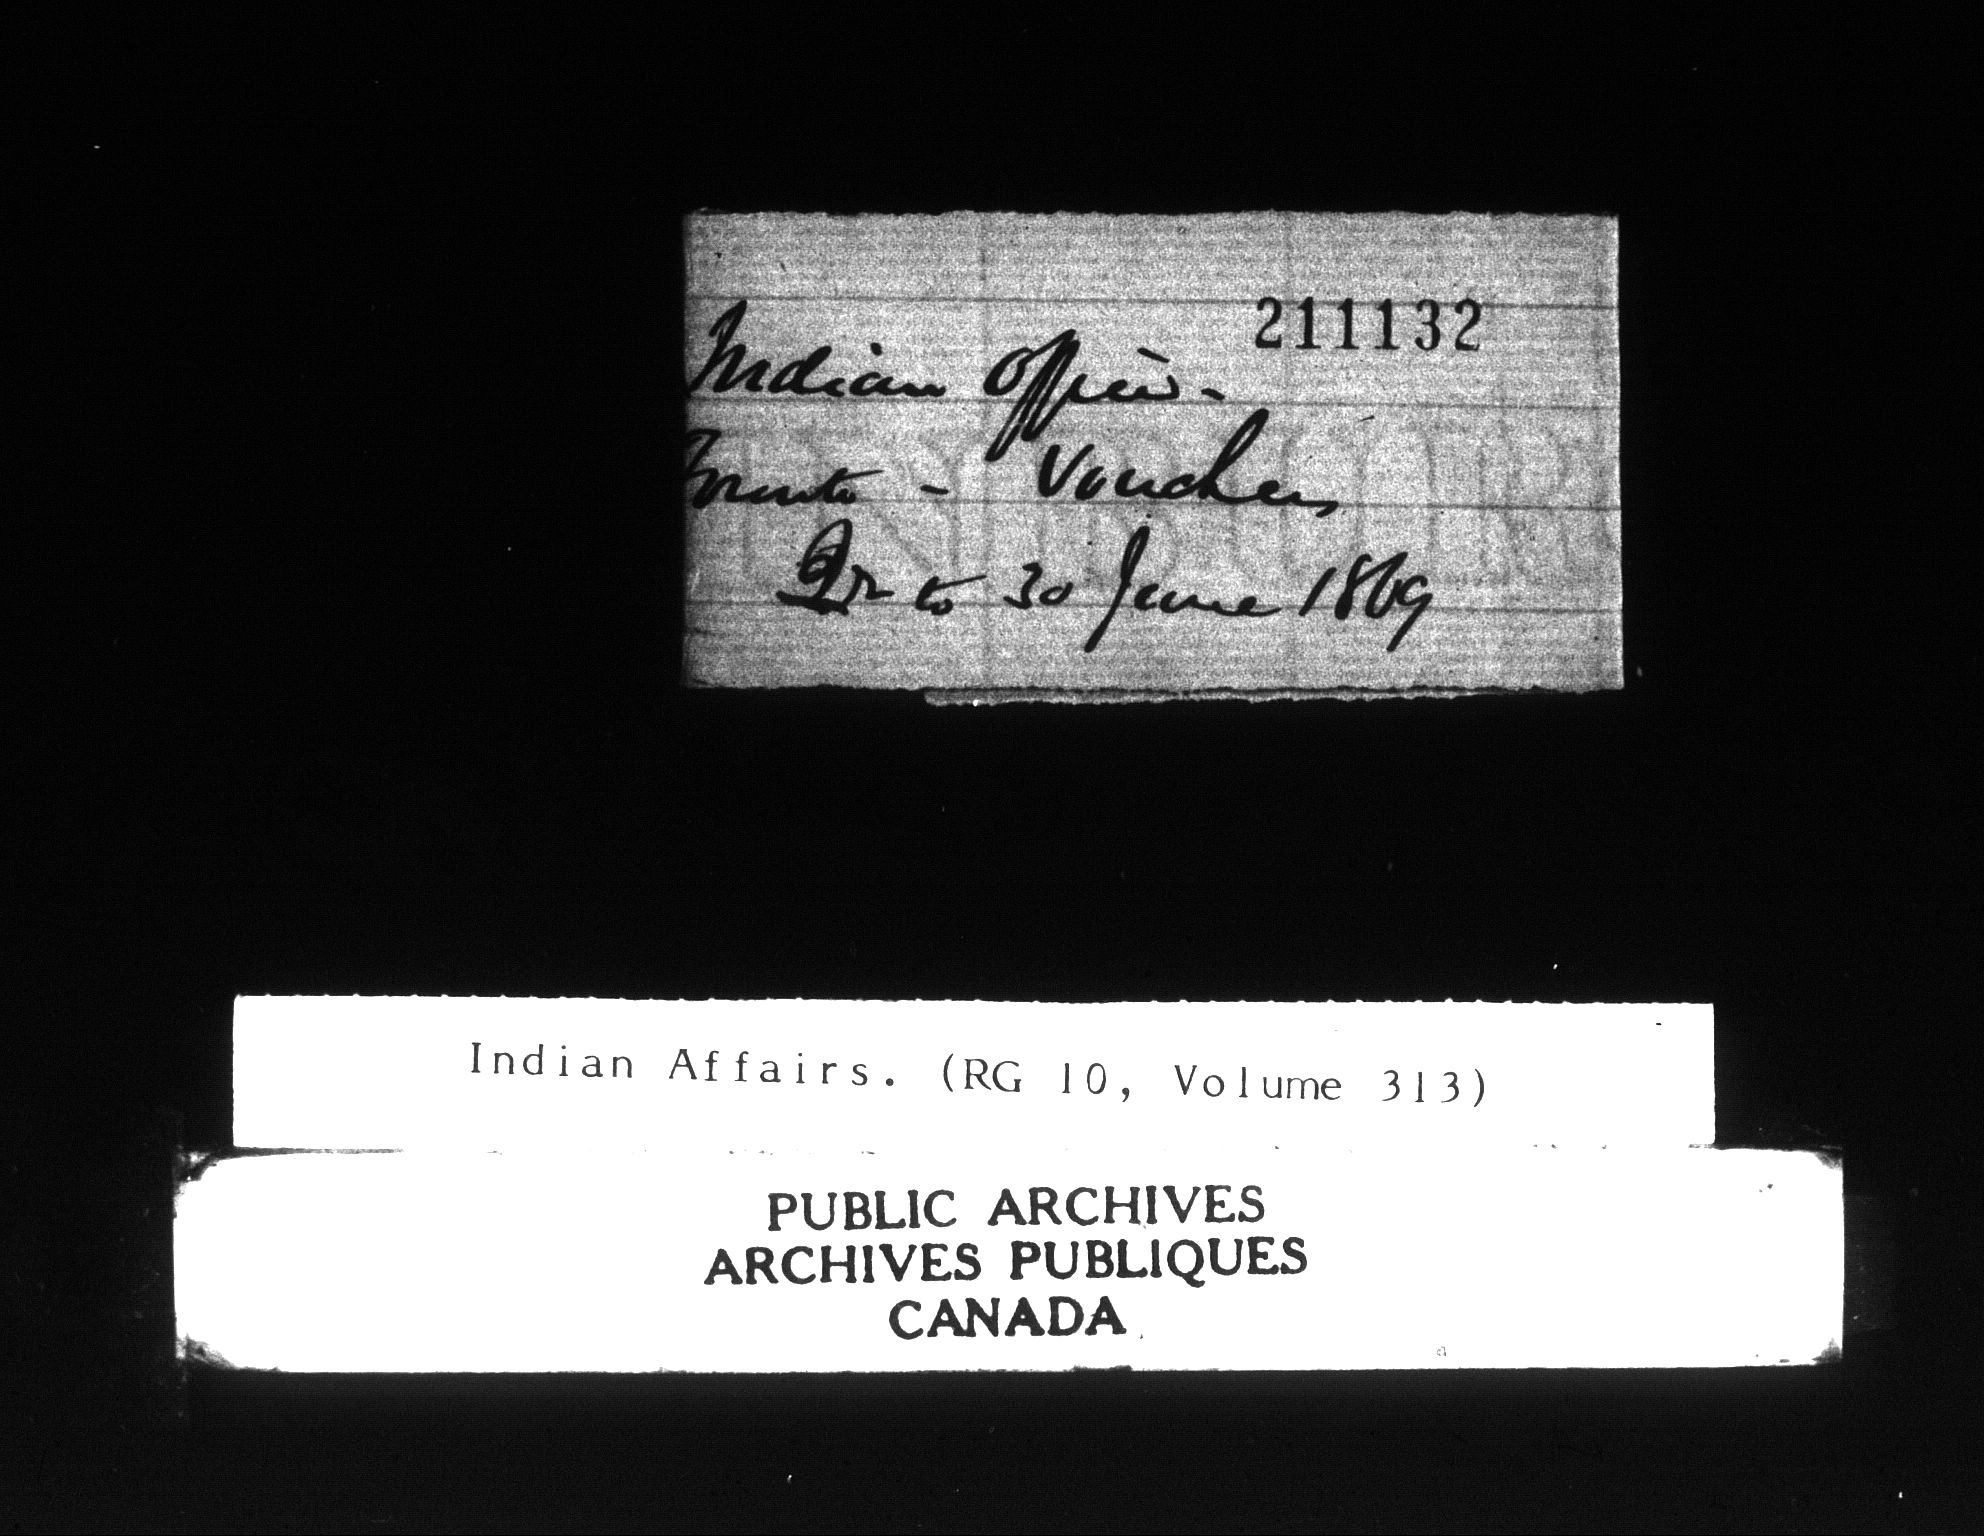 211132
Indian Office -
Toronto - Vouchers
Qr to 30 June 1869
Indian Affairs. (RG 10, Volume 313)
PUBLIC ARCHIVES
ARCHIVES PUBLIQUES
CANADA